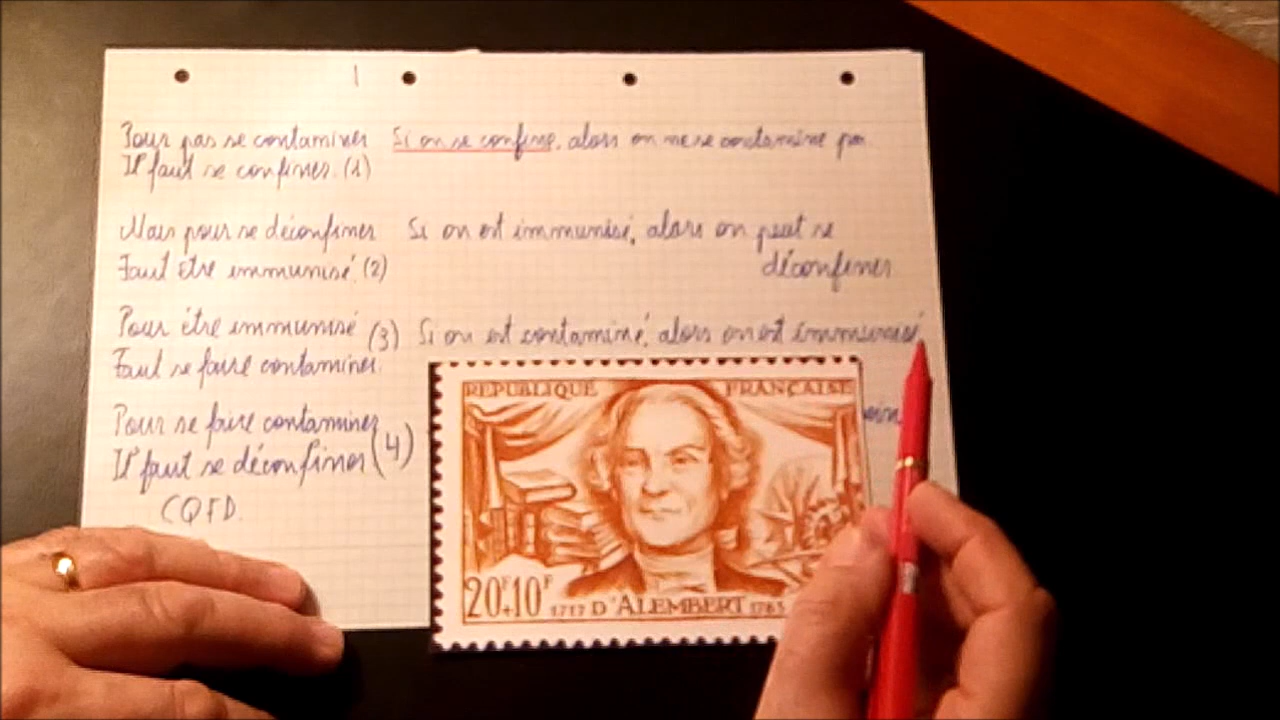 1
Pour pas se contaminer Si on se confine, alors on ne se contamine pas
Il faut se confiner. (1)
Mais pour se déconfiner Si on est immunisé, alors on peut se
Faut être immunisé. (2) déconfiner
Pour être immunisé (3) Si on est contaminé, alors on est immunisé
Faut se faire contaminer.
Pour se faire contaminer
Il faut se déconfiner (4)
CQFD.
REPUBLIQUE FRANÇAISE
20F+10F 1717 D'ALEMBERT 1783